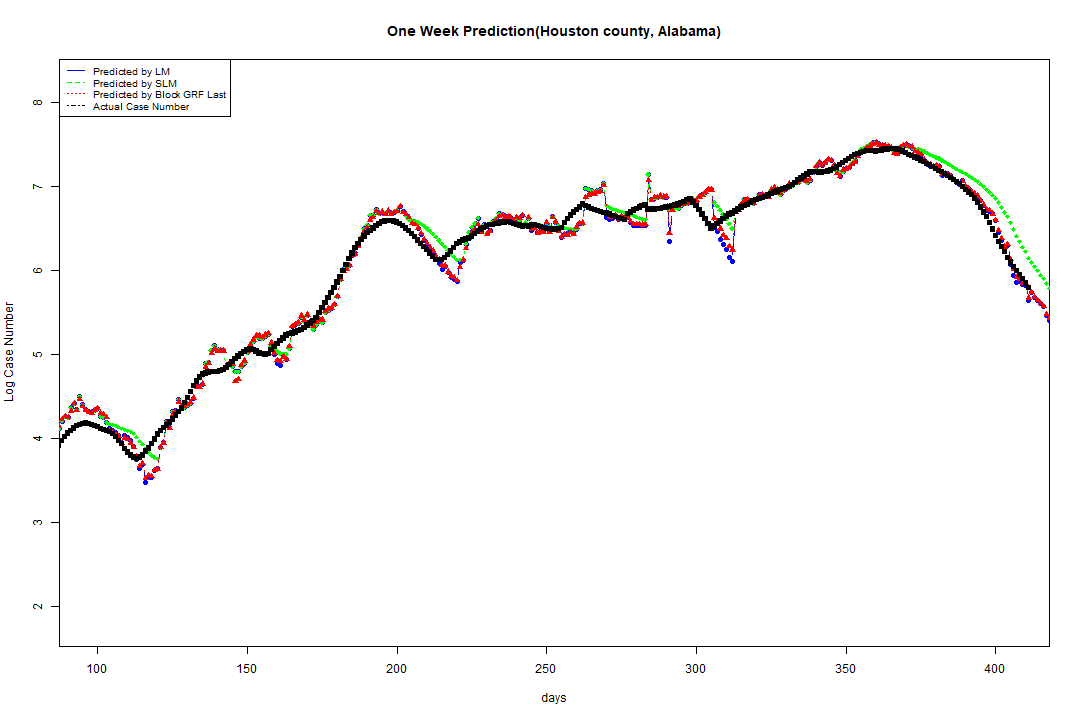 One Week Prediction(Houston county, Alabama)
Predicted by LM
Predicted by SLM
Predicted by Block GRF Last
Actual Case Number
8
7
6
5
4
3
2
Log Case Number
100 150 200 250 300 350 400
days